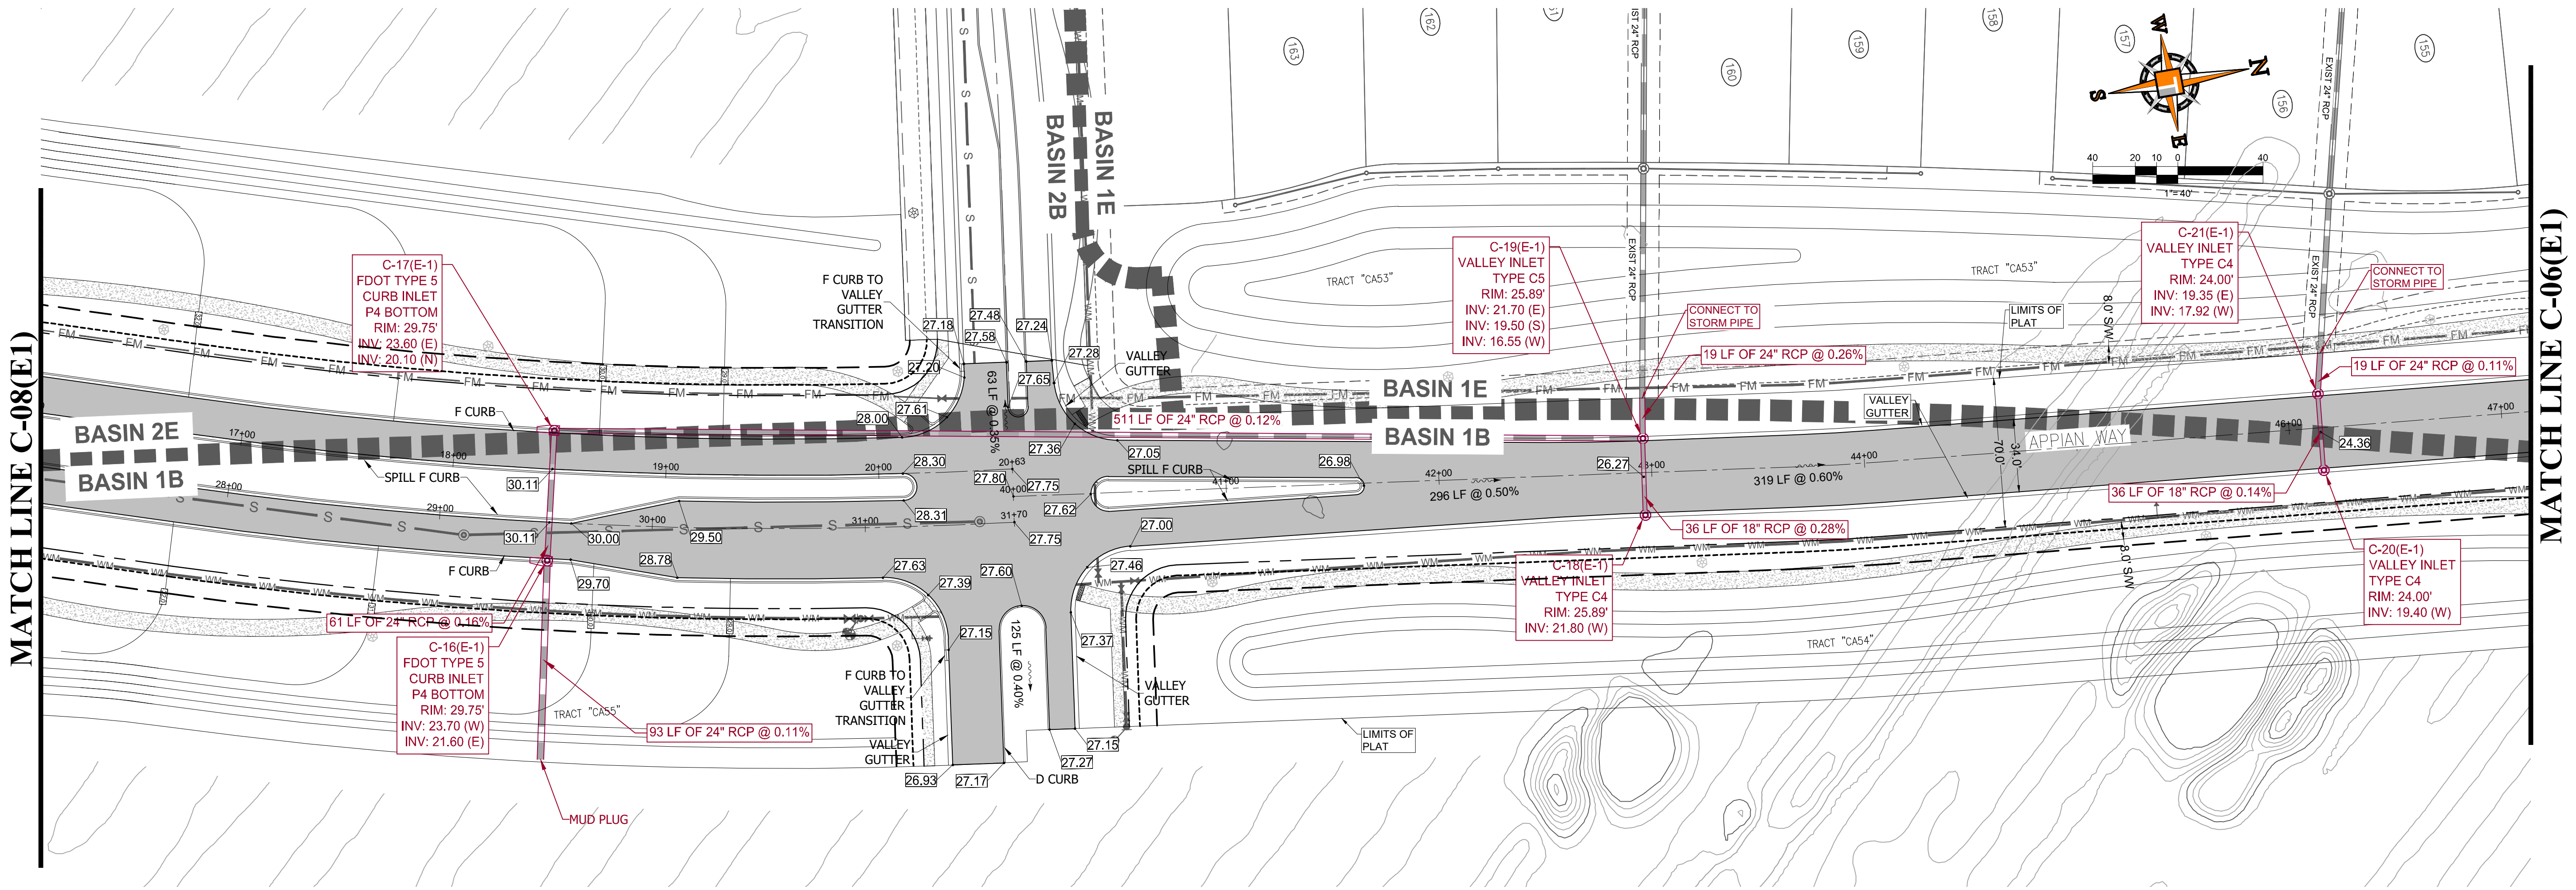 MATCH LINE C-08(E1)
MATCH LINE C-06(E1)
163
162
159
160
158
157
156
155
EXIST 24" RCP
EXIST 24" RCP
EXIST 24" RCP
W
N
S
E
40
20
10
0
40
1"= 40'
BASIN 2B
BASIN 1E
C-17(E-1)
FDOT TYPE 5
CURB INLET
P4 BOTTOM
RIM: 29.75'
INV: 23.60 (E)
INV: 20.10 (N)
F CURB TO
VALLEY
GUTTER
TRANSITION
27.18
27.48
27.58
27.24
27.20
27.28
27.65
27.61
28.00
VALLEY
GUTTER
63 LF @ 0.35%
TRACT "CA53"
TRACT "CA53"
C-19(E-1)
VALLEY INLET
TYPE C5
RIM: 25.89'
INV: 21.70 (E)
INV: 19.50 (S)
INV: 16.55 (W)
CONNECT TO
STORM PIPE
19 LF OF 24" RCP @ 0.26%
LIMITS OF
PLAT
8.0' S/W
C-21(E-1)
VALLEY INLET
TYPE C4
RIM: 24.00'
INV: 19.35 (E)
INV: 17.92 (W)
CONNECT TO
STORM PIPE
19 LF OF 24" RCP @ 0.11%
F CURB
BASIN 2E
BASIN 1B
BASIN 1E
BASIN 1B
511 LF OF 24" RCP @ 0.12%
VALLEY
GUTTER
APPIAN WAY
70.0'
34.0'
17+00
18+00
19+00
20+00
20+63
40+00
41+00
42+00
43+00
44+00
46+00
47+00
28+00
29+00
30+00
31+00
31+70
SPILL F CURB
SPILL F CURB
30.11
30.11
30.00
29.50
28.30
28.31
27.80
27.75
27.75
27.62
27.36
27.05
26.98
26.27
24.36
27.00
296 LF @ 0.50%
319 LF @ 0.60%
36 LF OF 18" RCP @ 0.28%
36 LF OF 18" RCP @ 0.14%
F CURB
29.70
28.78
27.63
27.39
27.60
27.46
27.37
27.15
61 LF OF 24" RCP @ 0.16%
C-16(E-1)
FDOT TYPE 5
CURB INLET
P4 BOTTOM
RIM: 29.75'
INV: 23.70 (W)
INV: 21.60 (E)
TRACT "CA55"
93 LF OF 24" RCP @ 0.11%
MUD PLUG
F CURB TO
VALLEY
GUTTER
TRANSITION
VALLEY
GUTTER
125 LF @ 0.40%
VALLEY
GUTTER
26.93
27.17
27.27
27.15
D CURB
LIMITS OF
PLAT
C-18(E-1)
VALLEY INLET
TYPE C4
RIM: 25.89'
INV: 21.80 (W)
TRACT "CA54"
8.0' S/W
C-20(E-1)
VALLEY INLET
TYPE C4
RIM: 24.00'
INV: 19.40 (W)